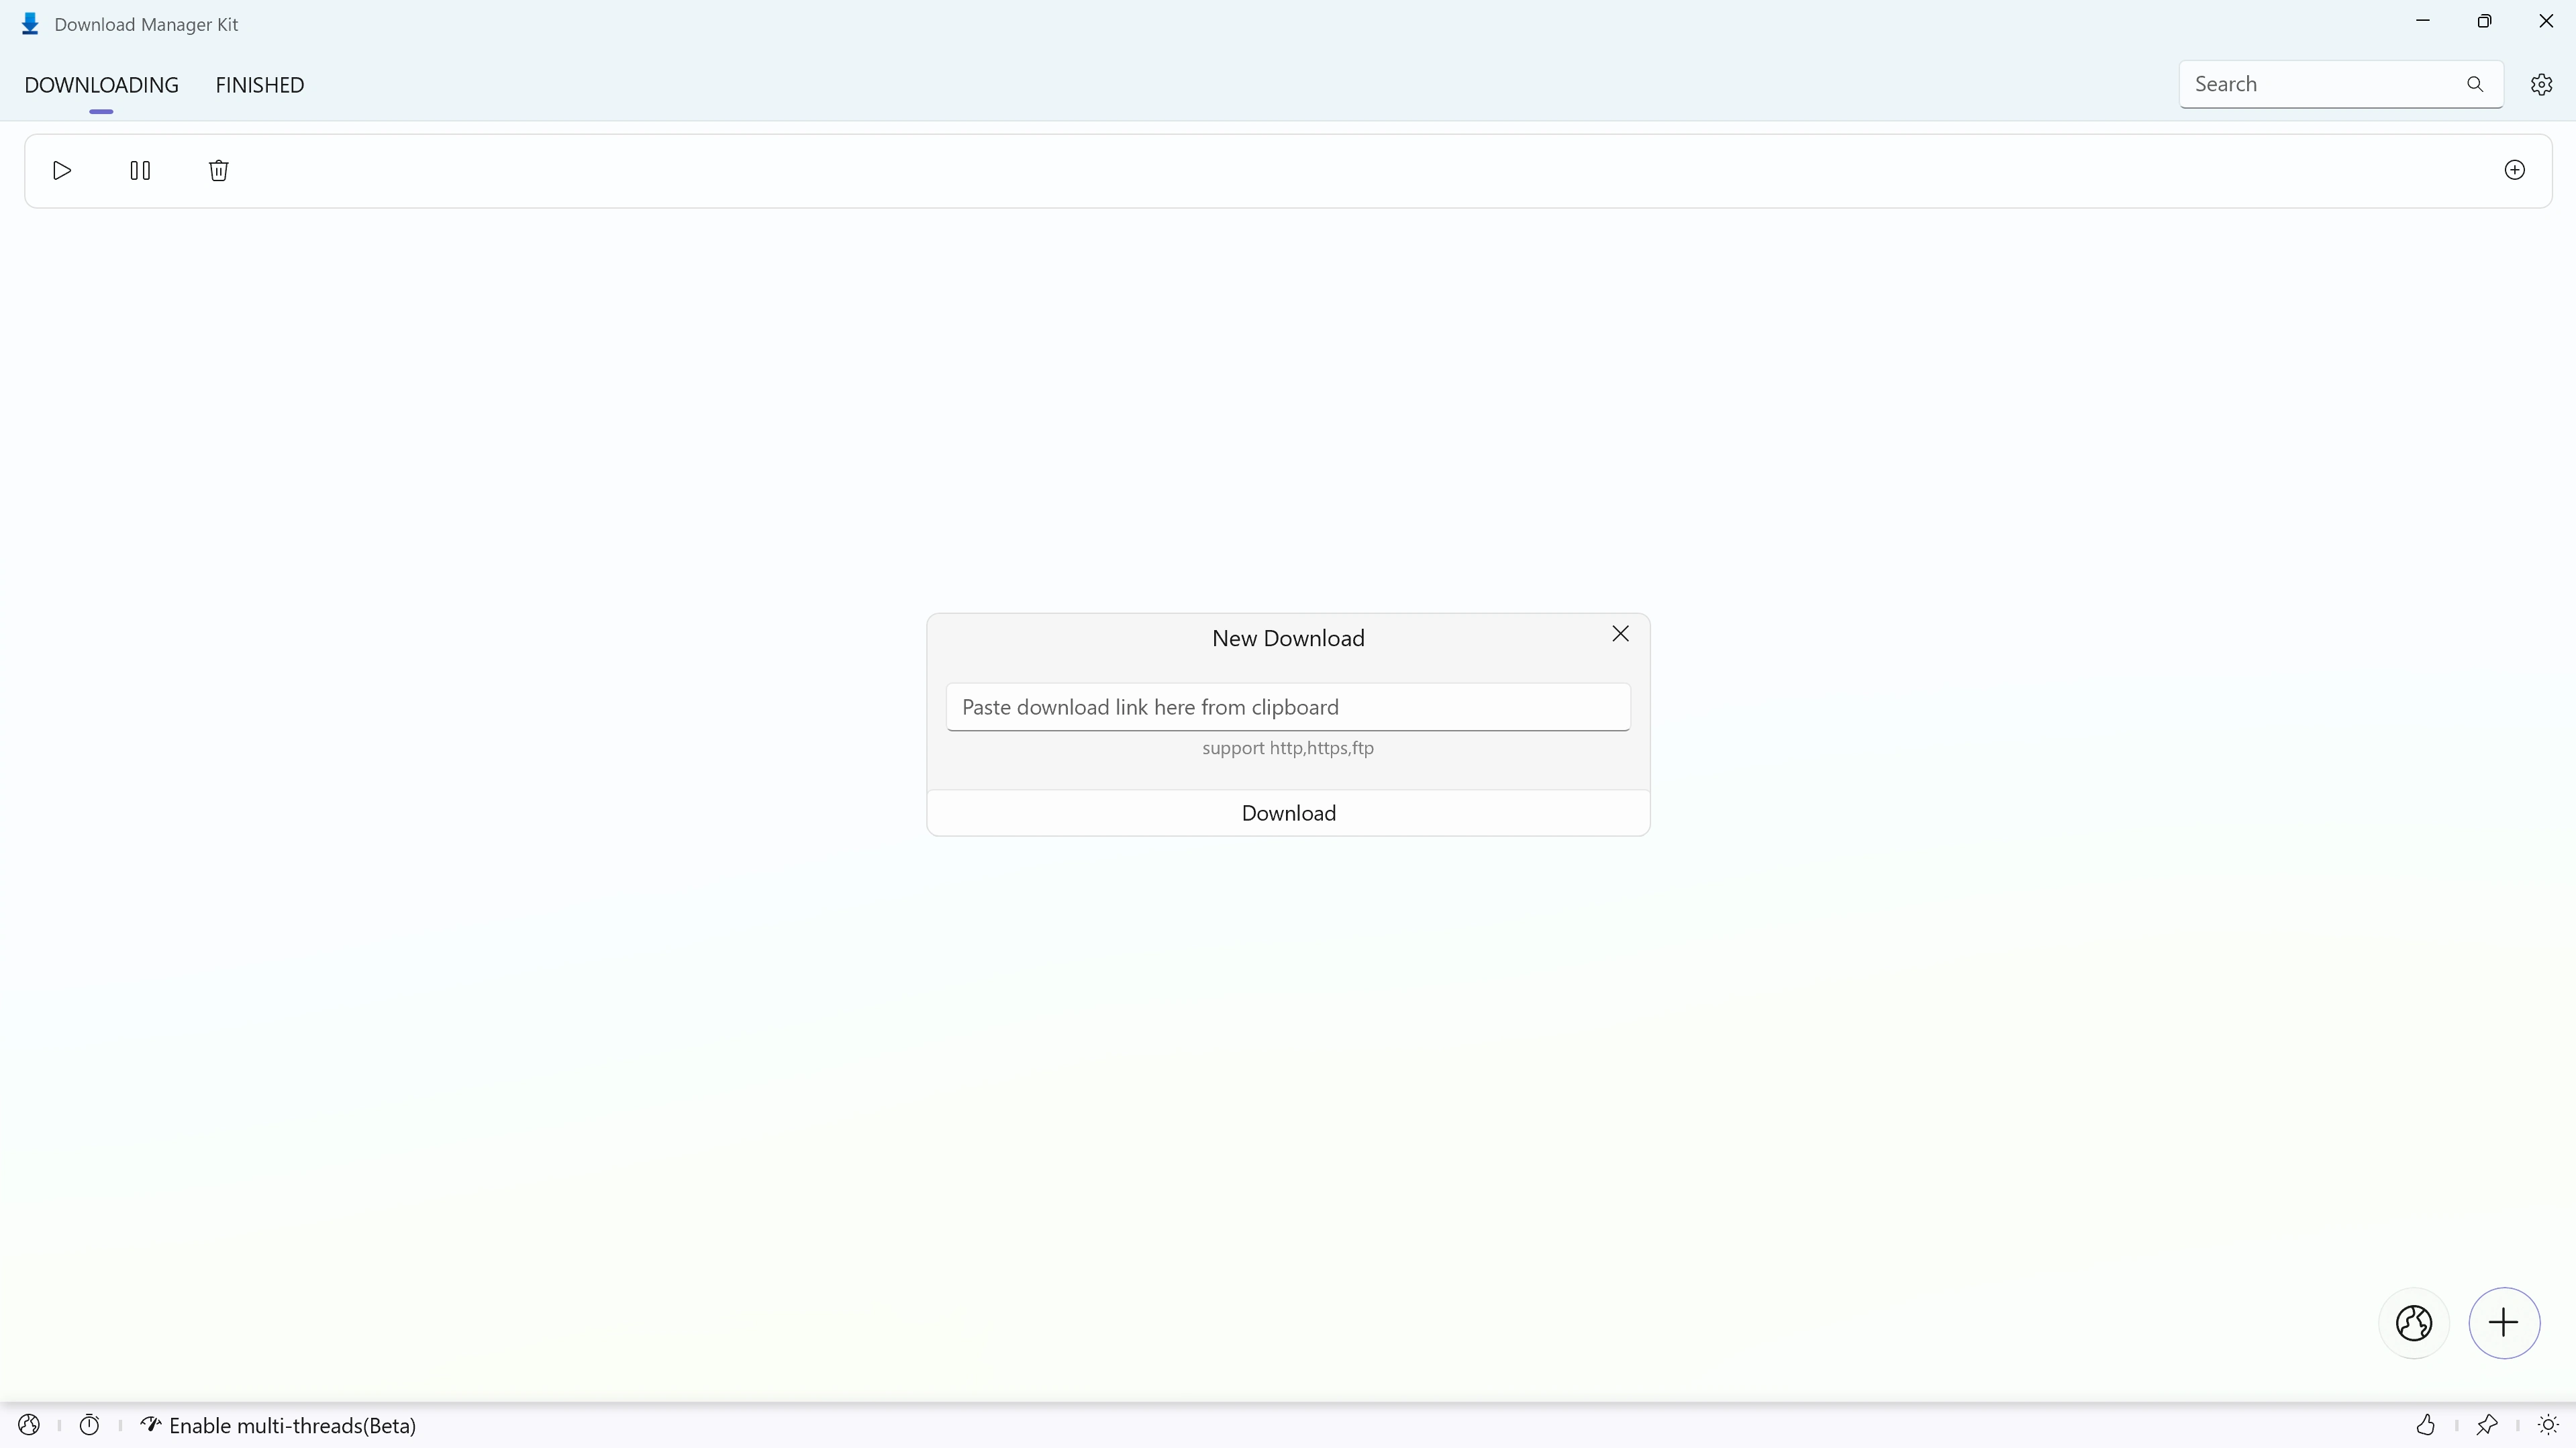 Download Manager Kit
DOWNLOADING
FINISHED
Search
New Download
Paste download link here from clipboard
support http,https,ftp
Download
Enable multi-threads(Beta)